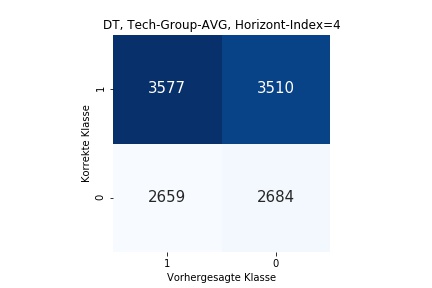 DT, Tech-Group-AVG, Horizont-Index=4
Korrekte Klasse
1
3577 3510
0
2659 2684
1 0
Vorhergesagte Klasse